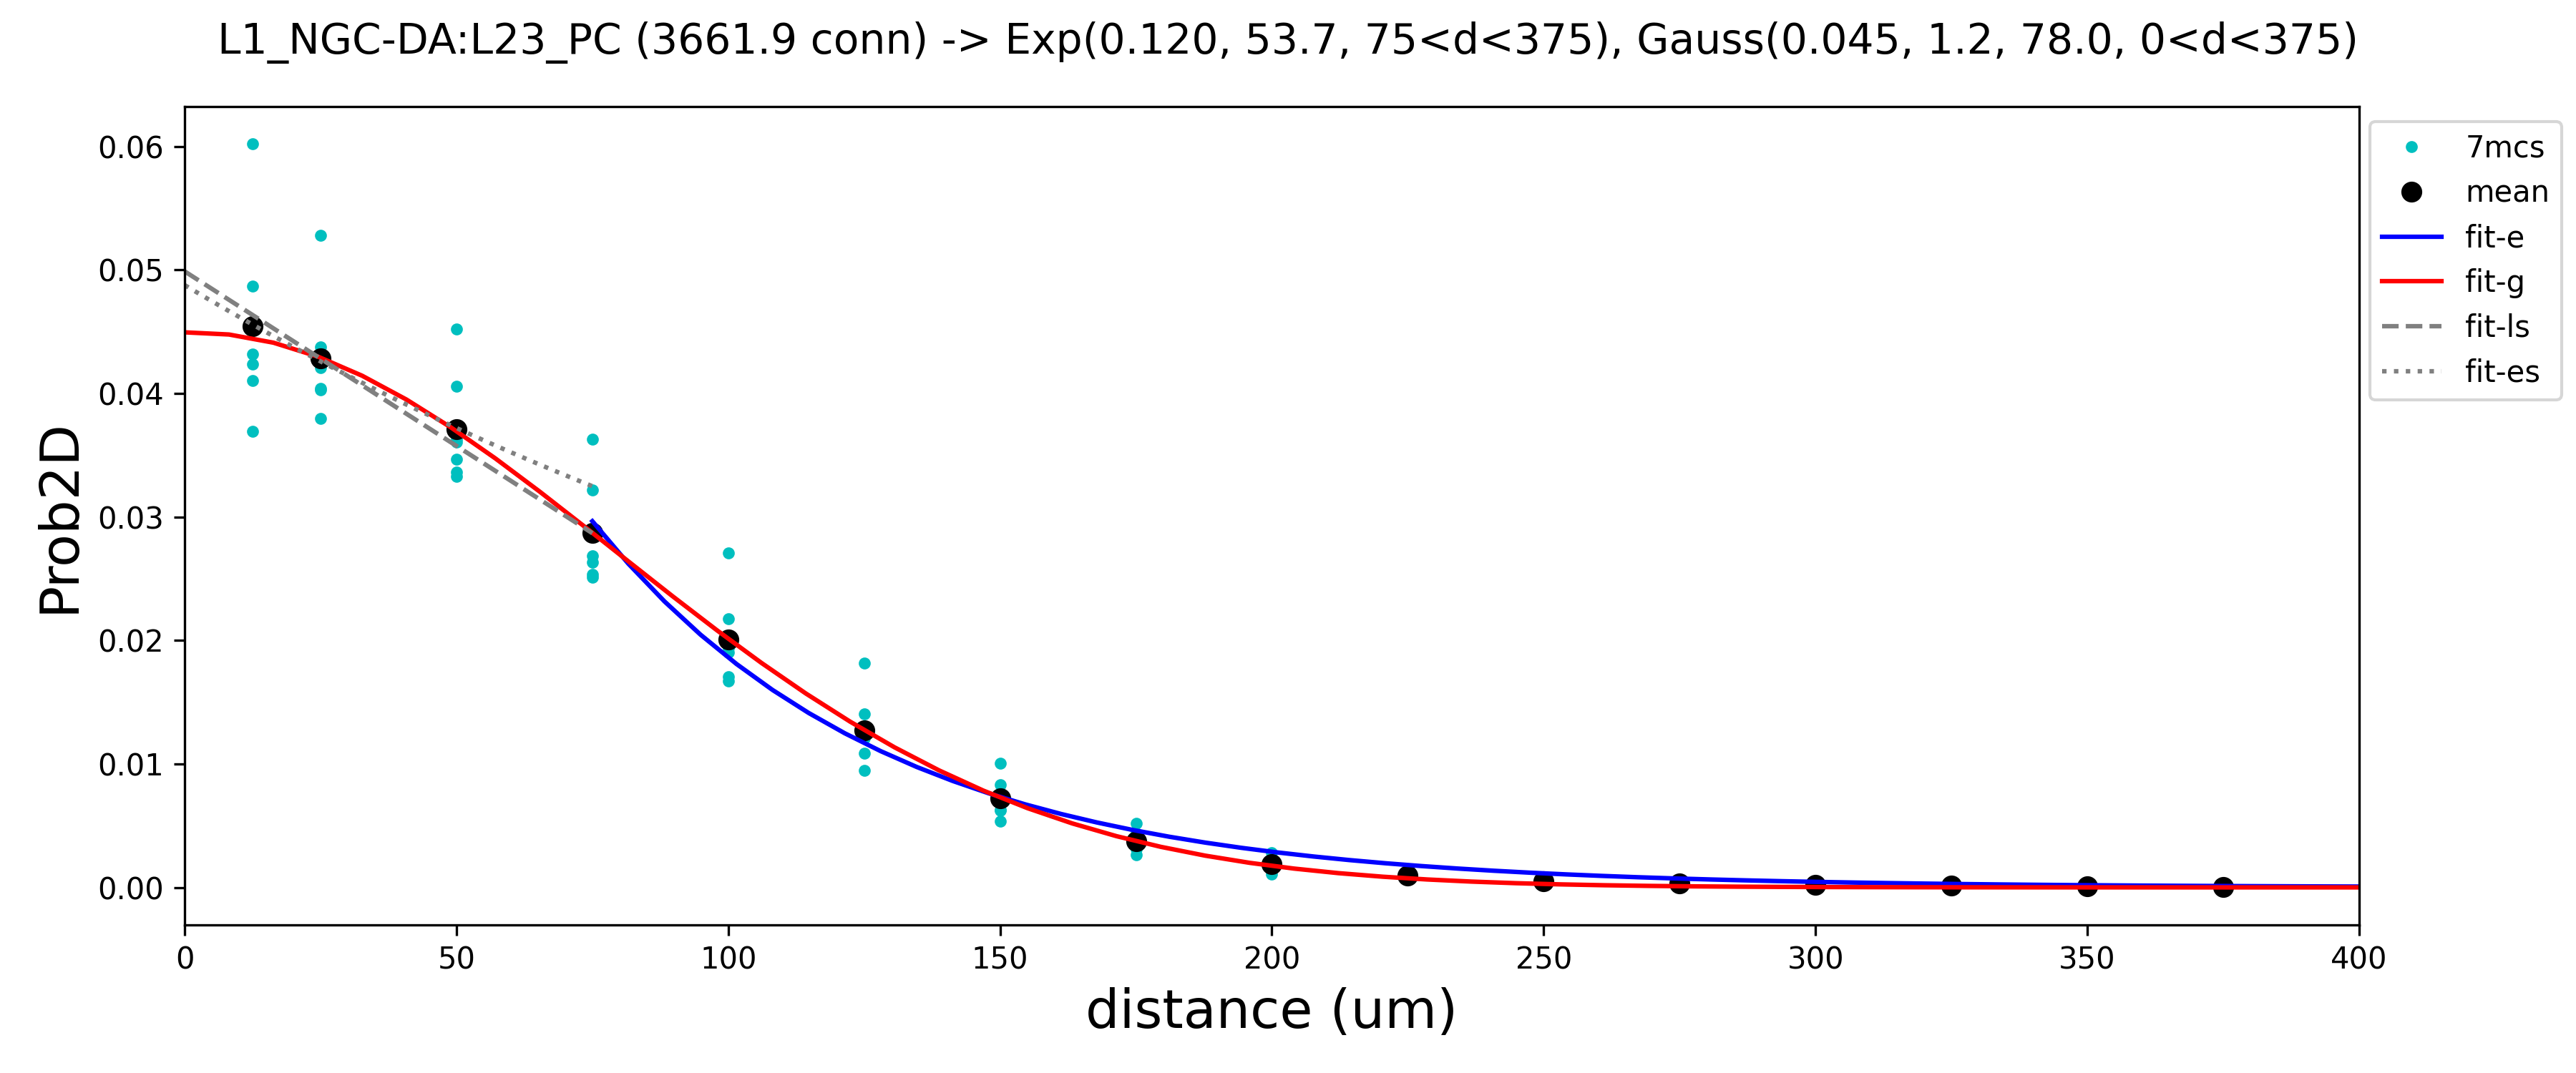 L1_NGC-DA:L23_PC (3661.9 conn) -> Exp(0.120, 53.7, 75<d<375), Gauss(0.045, 1.2, 78.0, 0<d<375)
0.06
0.05
0.04
0.03
0.02
0.01
0.00
Prob2D
0 50 100 150 200 250 300 350 400
distance (um)
7mcs
mean
fit-e
fit-g
fit-ls
fit-es